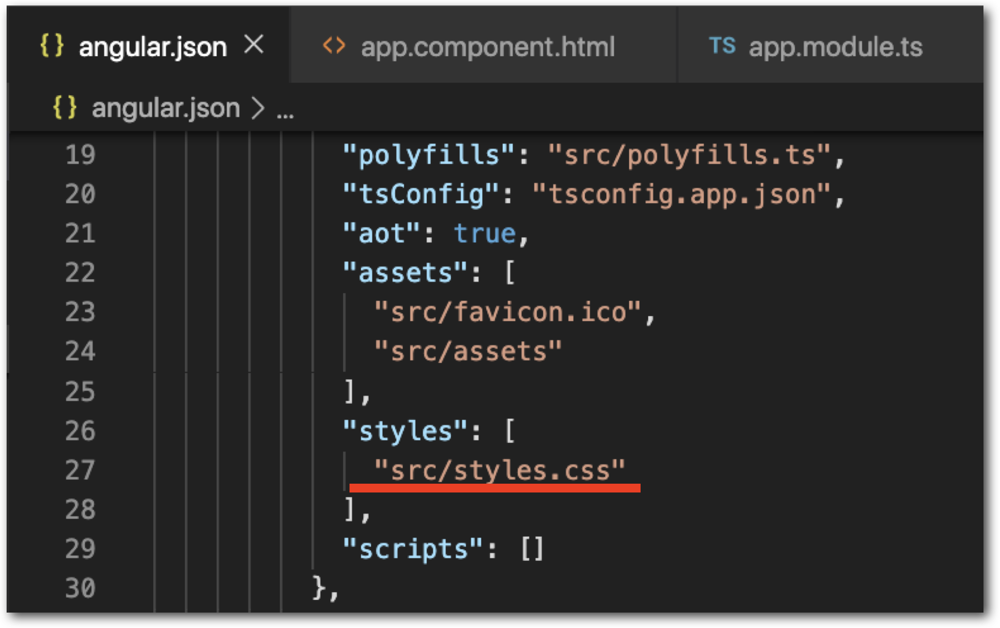 {} angular.json × <> app.component.html TS app.module.ts
{} angular.json > ...
19 "polyfills": "src/polyfills.ts",
20 "tsConfig": "tsconfig.app.json",
21 "aot": true,
22 "assets": [
23 "src/favicon.ico",
24 "src/assets"
25 ],
26 "styles": [
27 "src/styles.css"
28 ],
29 "scripts": []
30 },